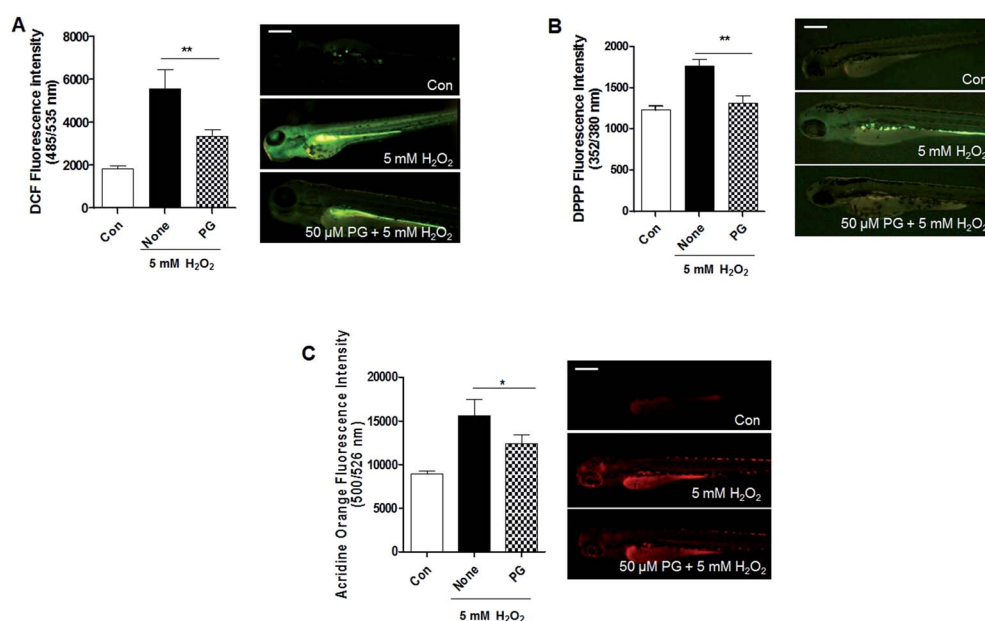 A
DCF Fluorescence Intensity
(485/535 nm)
8000
6000
4000
2000
0
**
Con
None
PG
5 mM H₂O₂
Con
5 mM H₂O₂
50 µM PG + 5 mM H₂O₂
B
DPPP Fluorescence Intensity
(352/380 nm)
2000
1500
1000
500
0
**
Con
None
PG
5 mM H₂O₂
Con
5 mM H₂O₂
50 µM PG + 5 mM H₂O₂
C
Acridine Orange Fluorescence Intensity
(500/526 nm)
20000
15000
10000
5000
0
*
Con
None
PG
5 mM H₂O₂
Con
5 mM H₂O₂
50 µM PG + 5 mM H₂O₂